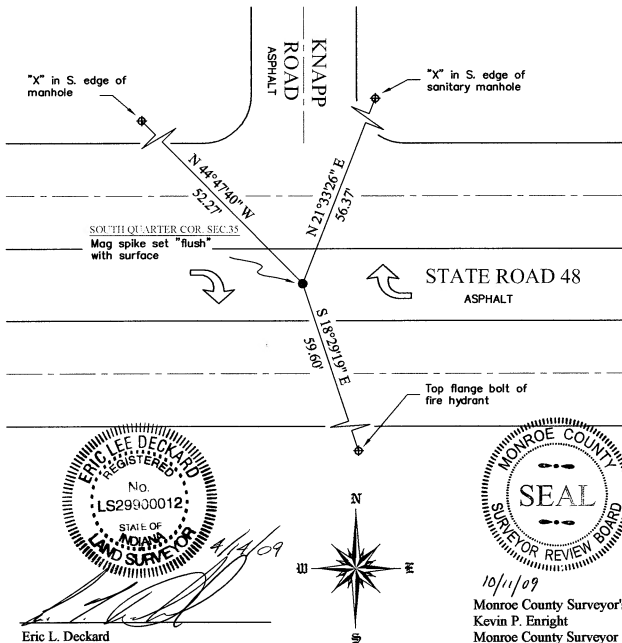 KNAPP
ROAD
ASPHALT
"X" in S. edge of
manhole
"X" in S. edge of
sanitary manhole
N 44°47'40" W
52.27'
N 21°33'26" E
56.37'
SOUTH QUARTER COR. SEC.35
Mag spike set "flush"
with surface
STATE ROAD 48
ASPHALT
S 18°29'19" E
59.60'
Top flange bolt of
fire hydrant
ERIC LEE DECKARD
REGISTERED
No.
LS29900012
STATE OF
INDIANA
LAND SURVEYOR
4/14/09
Eric L. Deckard
N
W
E
S
MONROE COUNTY
SEAL
SURVEYOR REVIEW BOARD
10/11/09
Monroe County Surveyor's
Kevin P. Enright
Monroe County Surveyor